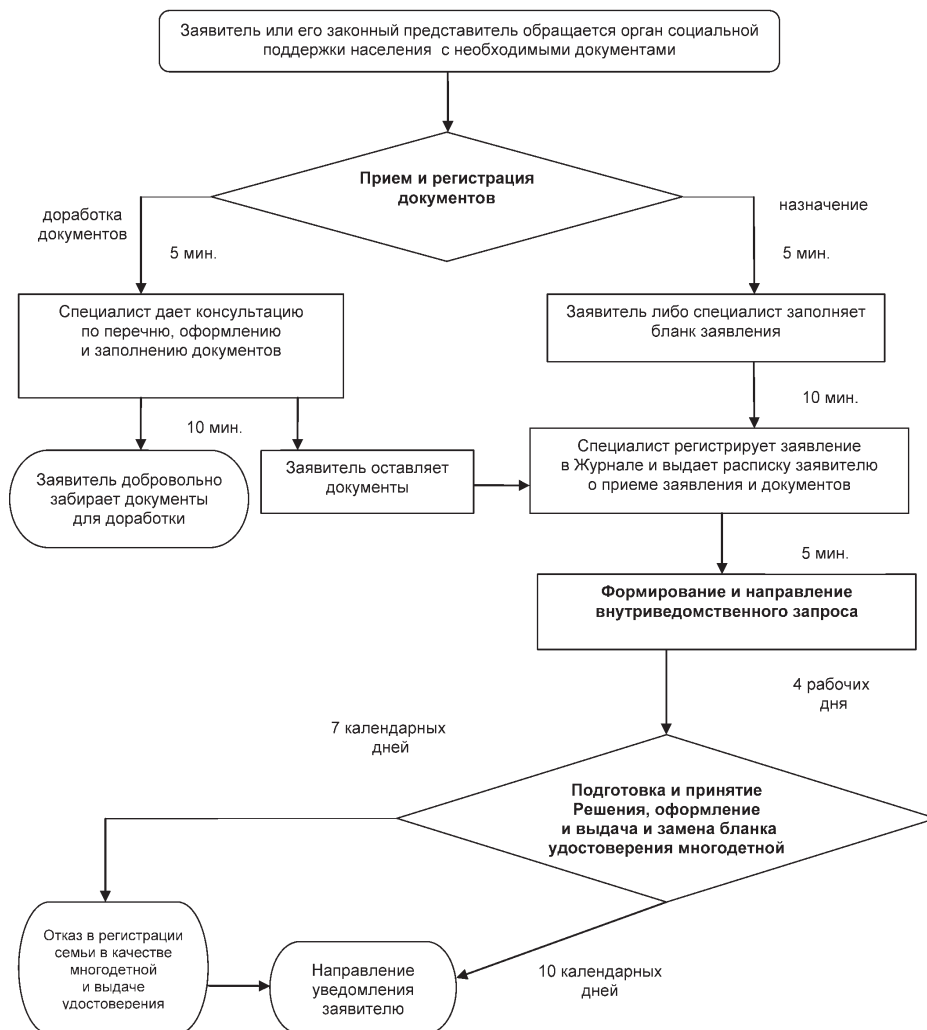 Заявитель или его законный представитель обращается орган социальной
поддержки населения с необходимыми документами
Прием и регистрация
документов
доработка
документов
назначение
5 мин.
5 мин.
Специалист дает консультацию
по перечню, оформлению
и заполнению документов
Заявитель либо специалист заполняет
бланк заявления
10 мин.
10 мин.
Заявитель добровольно
забирает документы
для доработки
Заявитель оставляет
документы
Специалист регистрирует заявление
в Журнале и выдает расписку заявителю
о приеме заявления и документов
5 мин.
Формирование и направление
внутриведомственного запроса
4 рабочих
дня
7 календарных
дней
Подготовка и принятие
Решения, оформление
и выдача и замена бланка
удостоверения многодетной
Отказ в регистрации
семьи в качестве
многодетной
и выдаче
удостоверения
Направление
уведомления
заявителю
10 календарных
дней